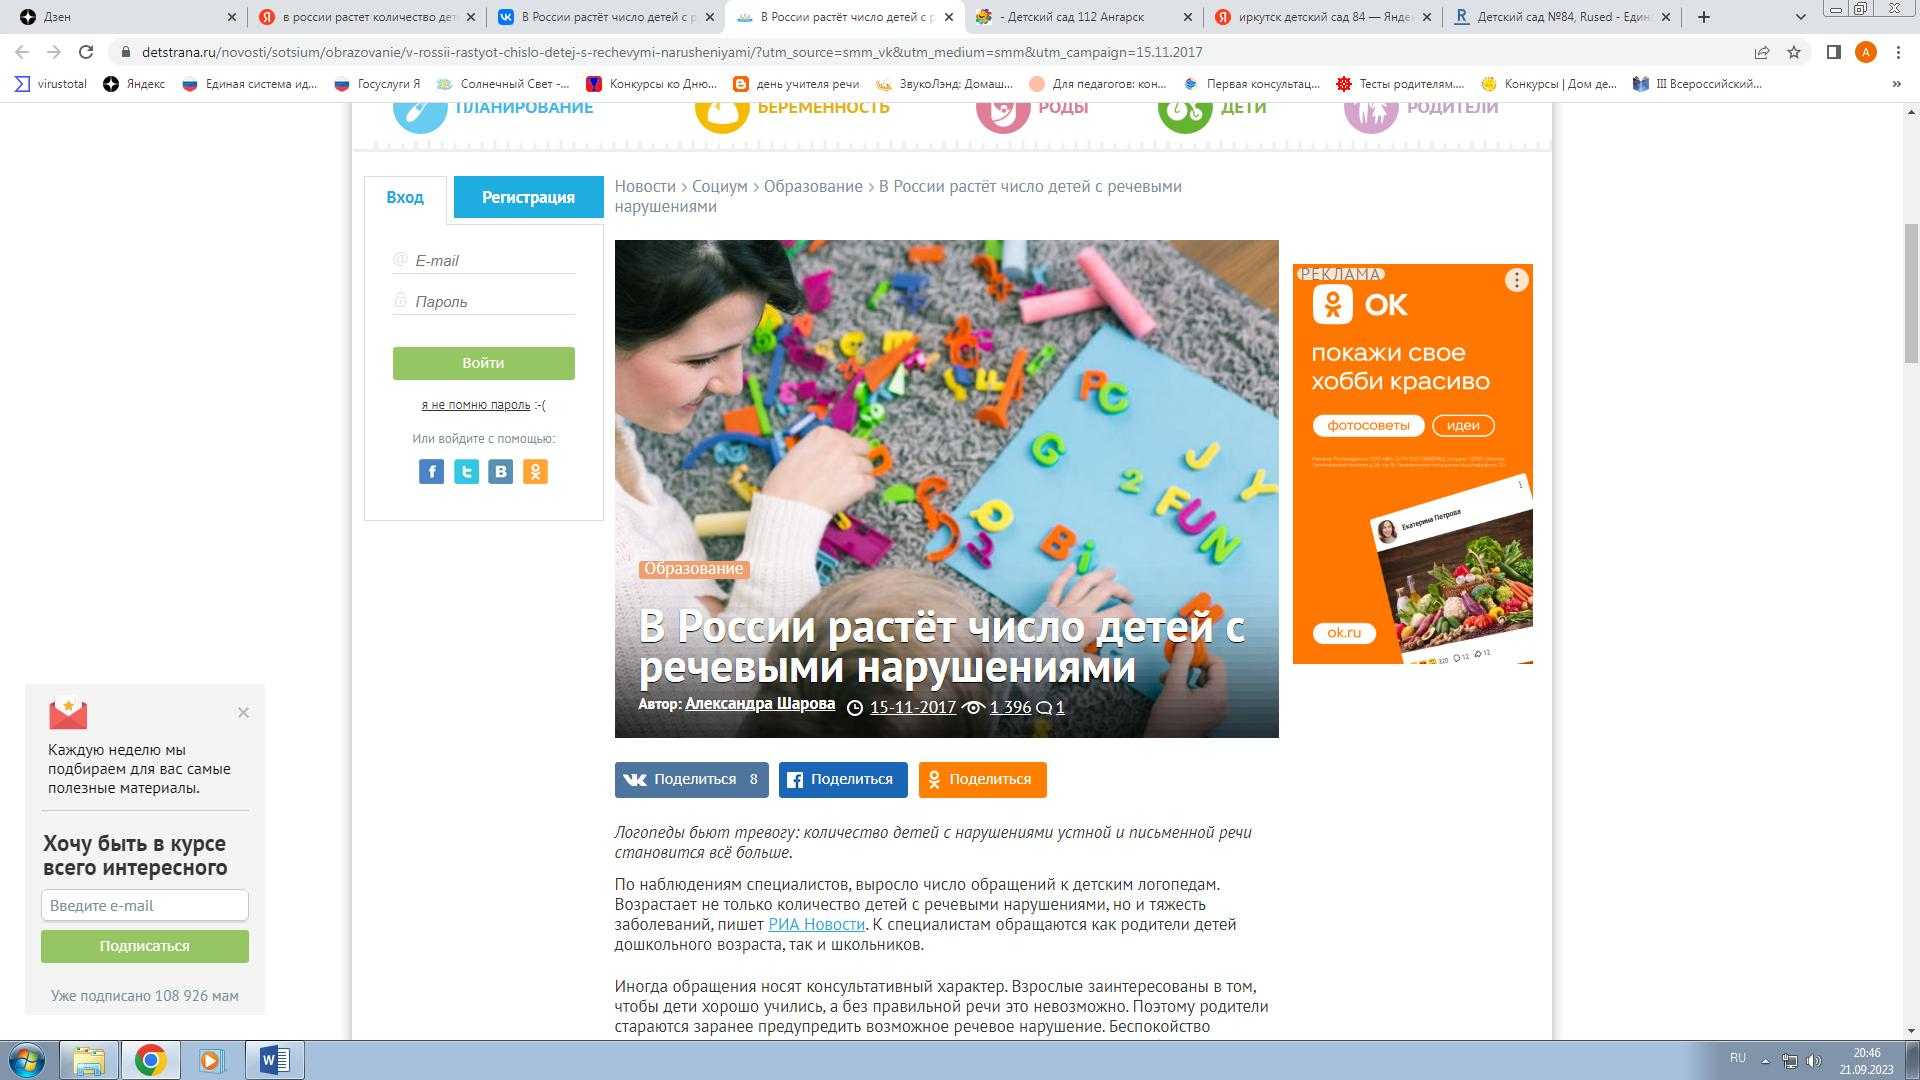 Дзен
в россии растет количество дет
В России растёт число детей с р
В России растёт число детей с р
- Детский сад 112 Ангарск
иркутск детский сад 84 — Янде
Детский сад №84, Rused - Един
detstrana.ru/novosti/sotsium/obrazovanie/v-rossii-rastyot-chislo-detej-s-rechevymi-narusheniyami/?utm_source=smm_vk&utm_medium=smm&utm_campaign=15.11.2017
A
virustotal
Яндекс
Единая система ид...
Госуслуги Я
Солнечный Свет -...
Конкурсы ко Дню...
день учителя речи
ЗвукоЛэнд: Домаш...
Для педагогов: кон...
Первая консультац...
Тесты родителям....
Конкурсы | Дом де...
III Всероссийский...
»
ПЛАНИРОВАНИЕ
БЕРЕМЕННОСТЬ
РОДЫ
ДЕТИ
РОДИТЕЛИ
Вход
Регистрация
E-mail
Пароль
Войти
я не помню пароль :-(
Или войдите с помощью:
Новости > Социум > Образование > В России растёт число детей с речевыми
нарушениями
Образование
В России растёт число детей с
речевыми нарушениями
Автор: Александра Шарова 15-11-2017 1 396 1
Поделиться 8
Поделиться
Поделиться
Логопеды бьют тревогу: количество детей с нарушениями устной и письменной речи
становится всё больше.
По наблюдениям специалистов, выросло число обращений к детским логопедам.
Возрастает не только количество детей с речевыми нарушениями, но и тяжесть
заболеваний, пишет РИА Новости. К специалистам обращаются как родители детей
дошкольного возраста, так и школьников.
Иногда обращения носят консультативный характер. Взрослые заинтересованы в том,
чтобы дети хорошо учились, а без правильной речи это невозможно. Поэтому родители
стараются заранее предупредить возможное речевое нарушение. Беспокойство
РЕКЛАМА
ОК
покажи свое
хобби красиво
фотосоветы
идеи
Екатерина Петрова
ok.ru
320 12 12
Каждую неделю мы
подбираем для вас самые
полезные материалы.
Хочу быть в курсе
всего интересного
Введите e-mail
Подписаться
Уже подписано 108 926 мам
RU
20:46
21.09.2023